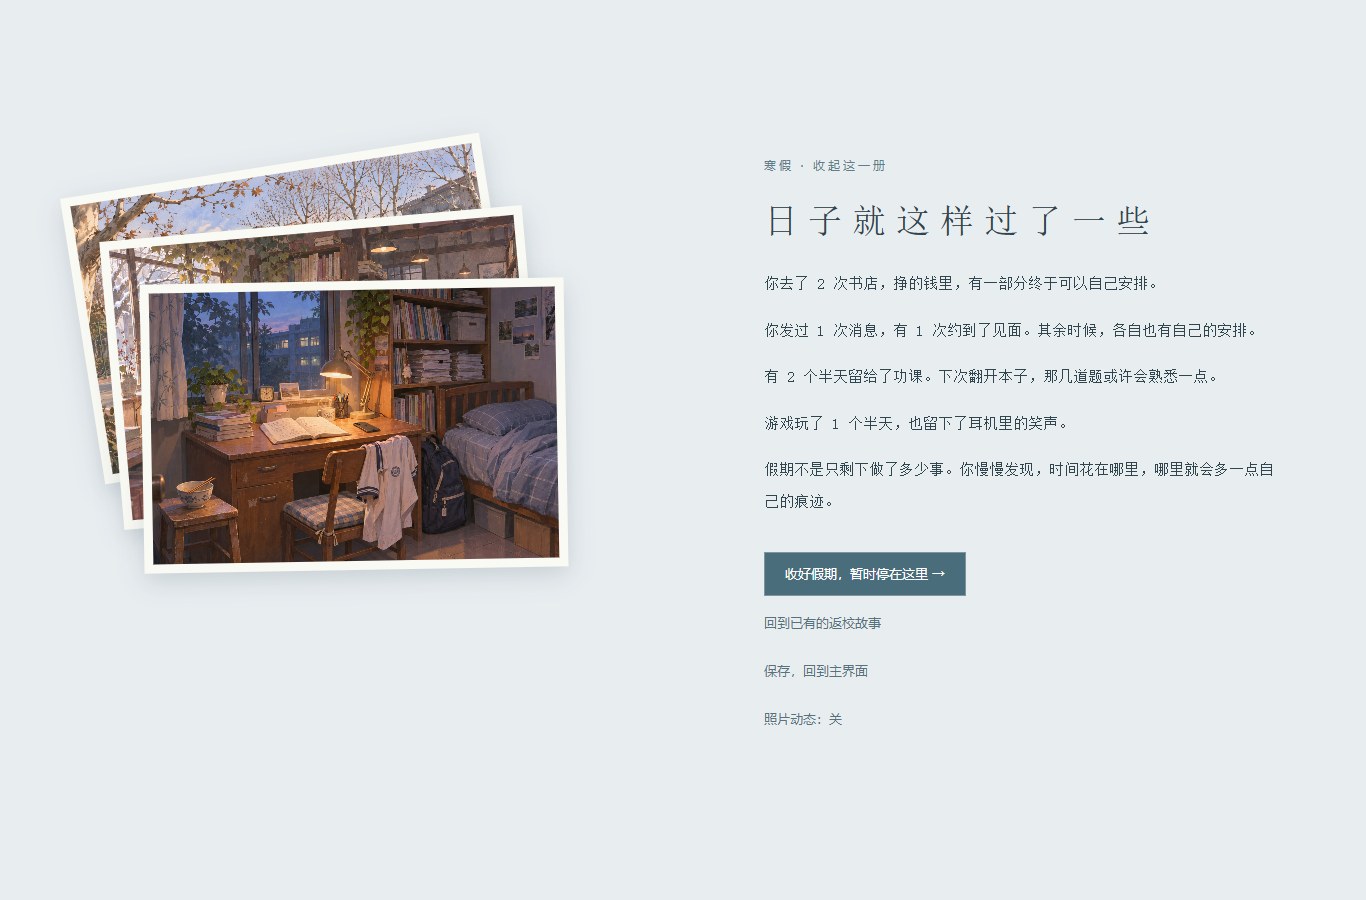 寒假 · 收起这一册
日子就这样过了一些
你去了 2 次书店，挣的钱里，有一部分终于可以自己安排。
你发过 1 次消息，有 1 次约到了见面。其余时候，各自也有自己的安排。
有 2 个半天留给了功课。下次翻开本子，那几道题或许会熟悉一点。
游戏玩了 1 个半天，也留下了耳机里的笑声。
假期不是只剩下做了多少事。你慢慢发现，时间花在哪里，哪里就会多一点自
己的痕迹。
收好假期，暂时停在这里 →
回到已有的返校故事
保存，回到主界面
照片动态：关